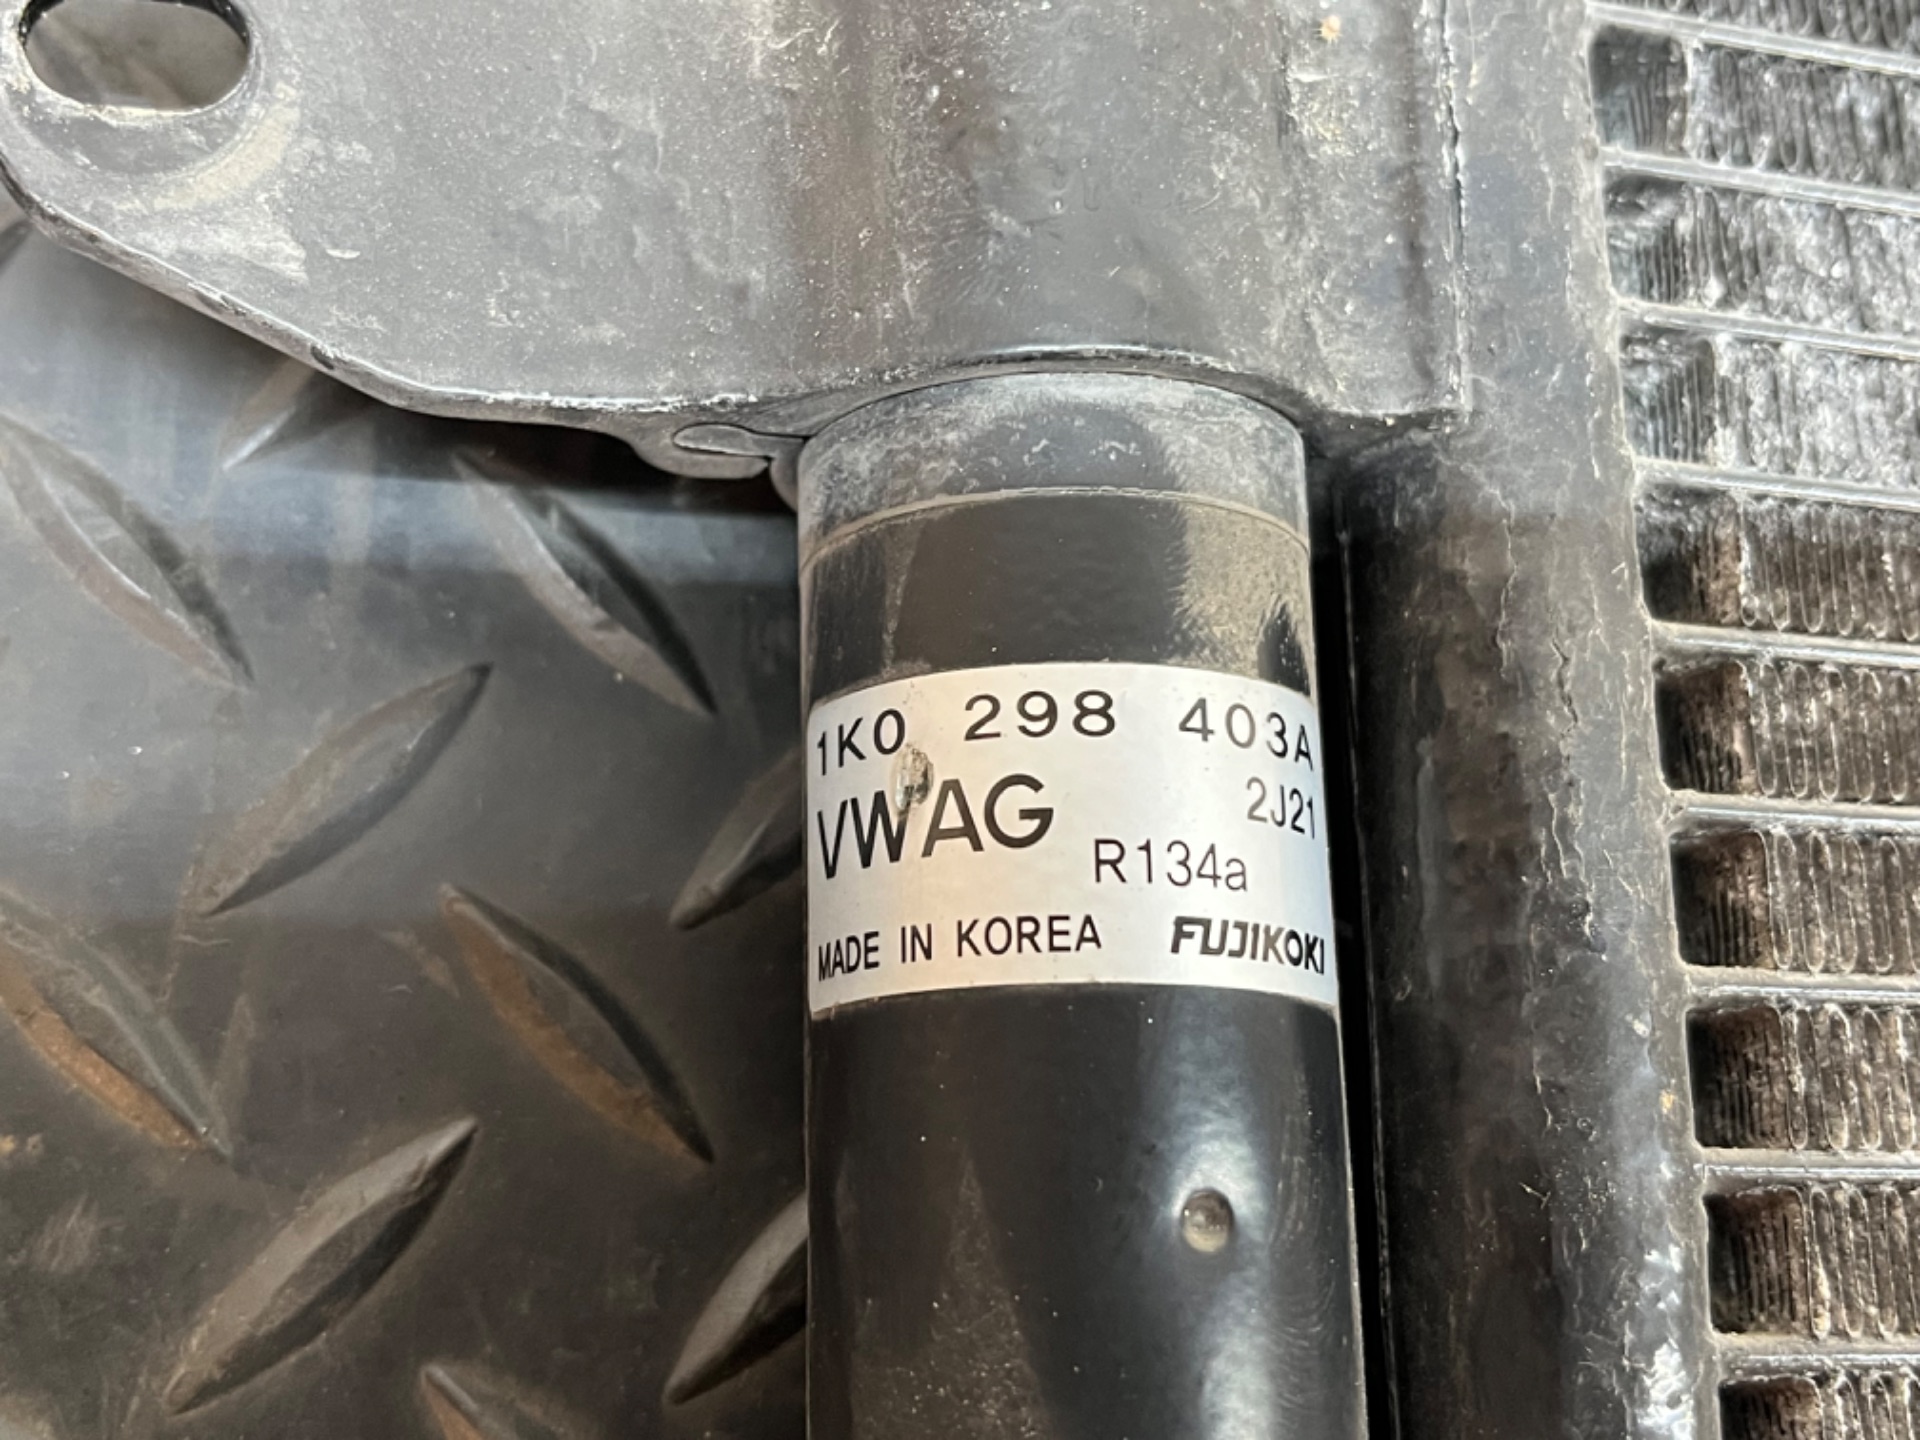 1K0 298 403A
VWAG 2J21
R134a
MADE IN KOREA FUJIKOKI